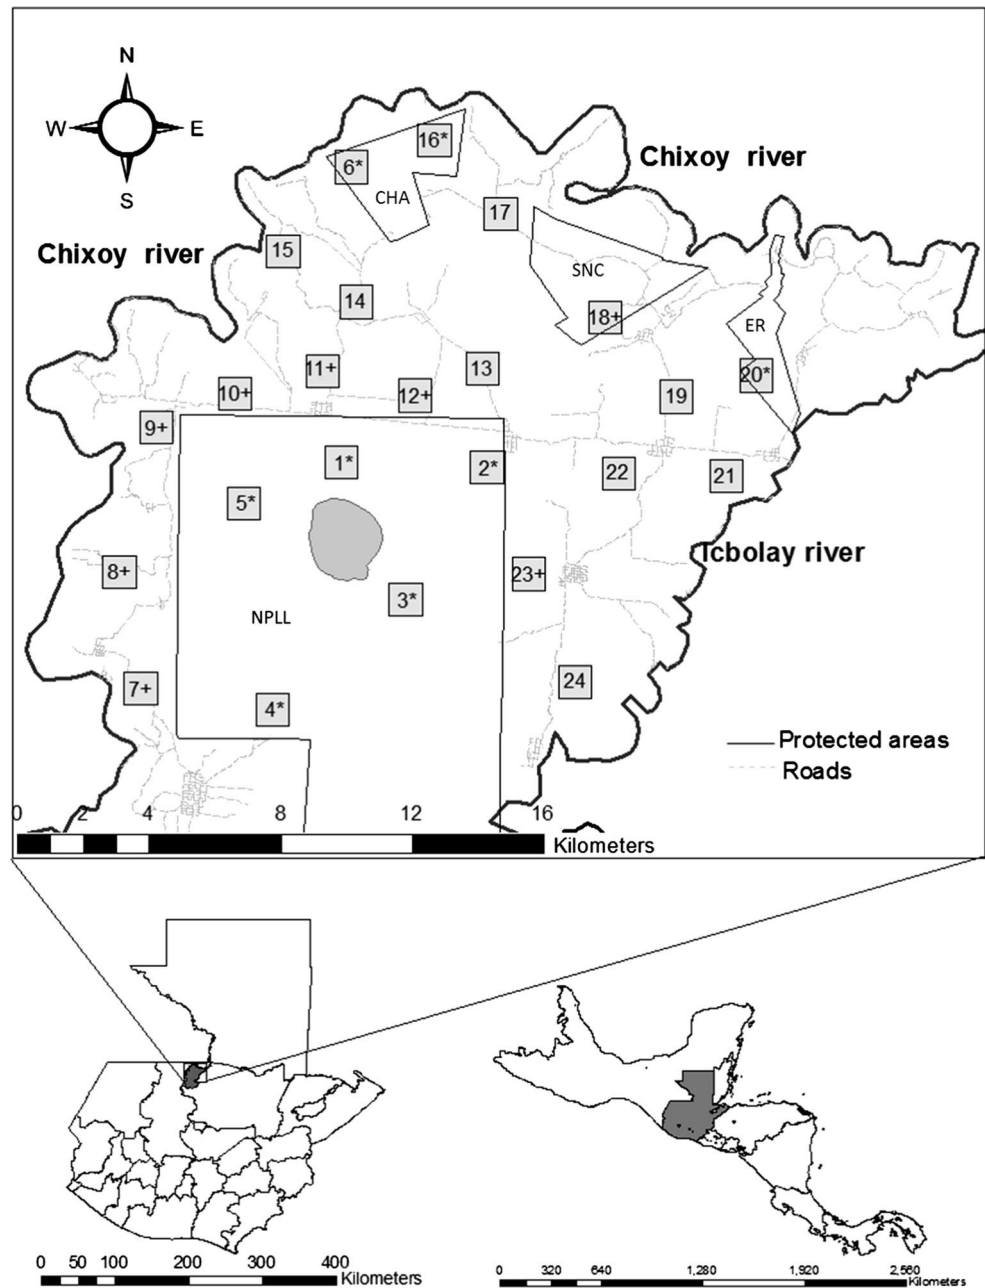 N
W E
S
Chixoy river
16*
6*
CHA
17
Chixoy river
15
SNC
14
18+
ER
11+
13
20*
10+
12+
19
9+
1*
2*
22
21
5*
Icbolay river
8+
23+
3*
NPLL
7+
24
4*
Protected areas
Roads
0 2 4 8 12 16
Kilometers
0 50 100 200 300 400
Kilometers
0 320 640 1,280 1,920 2,560
Kilometers